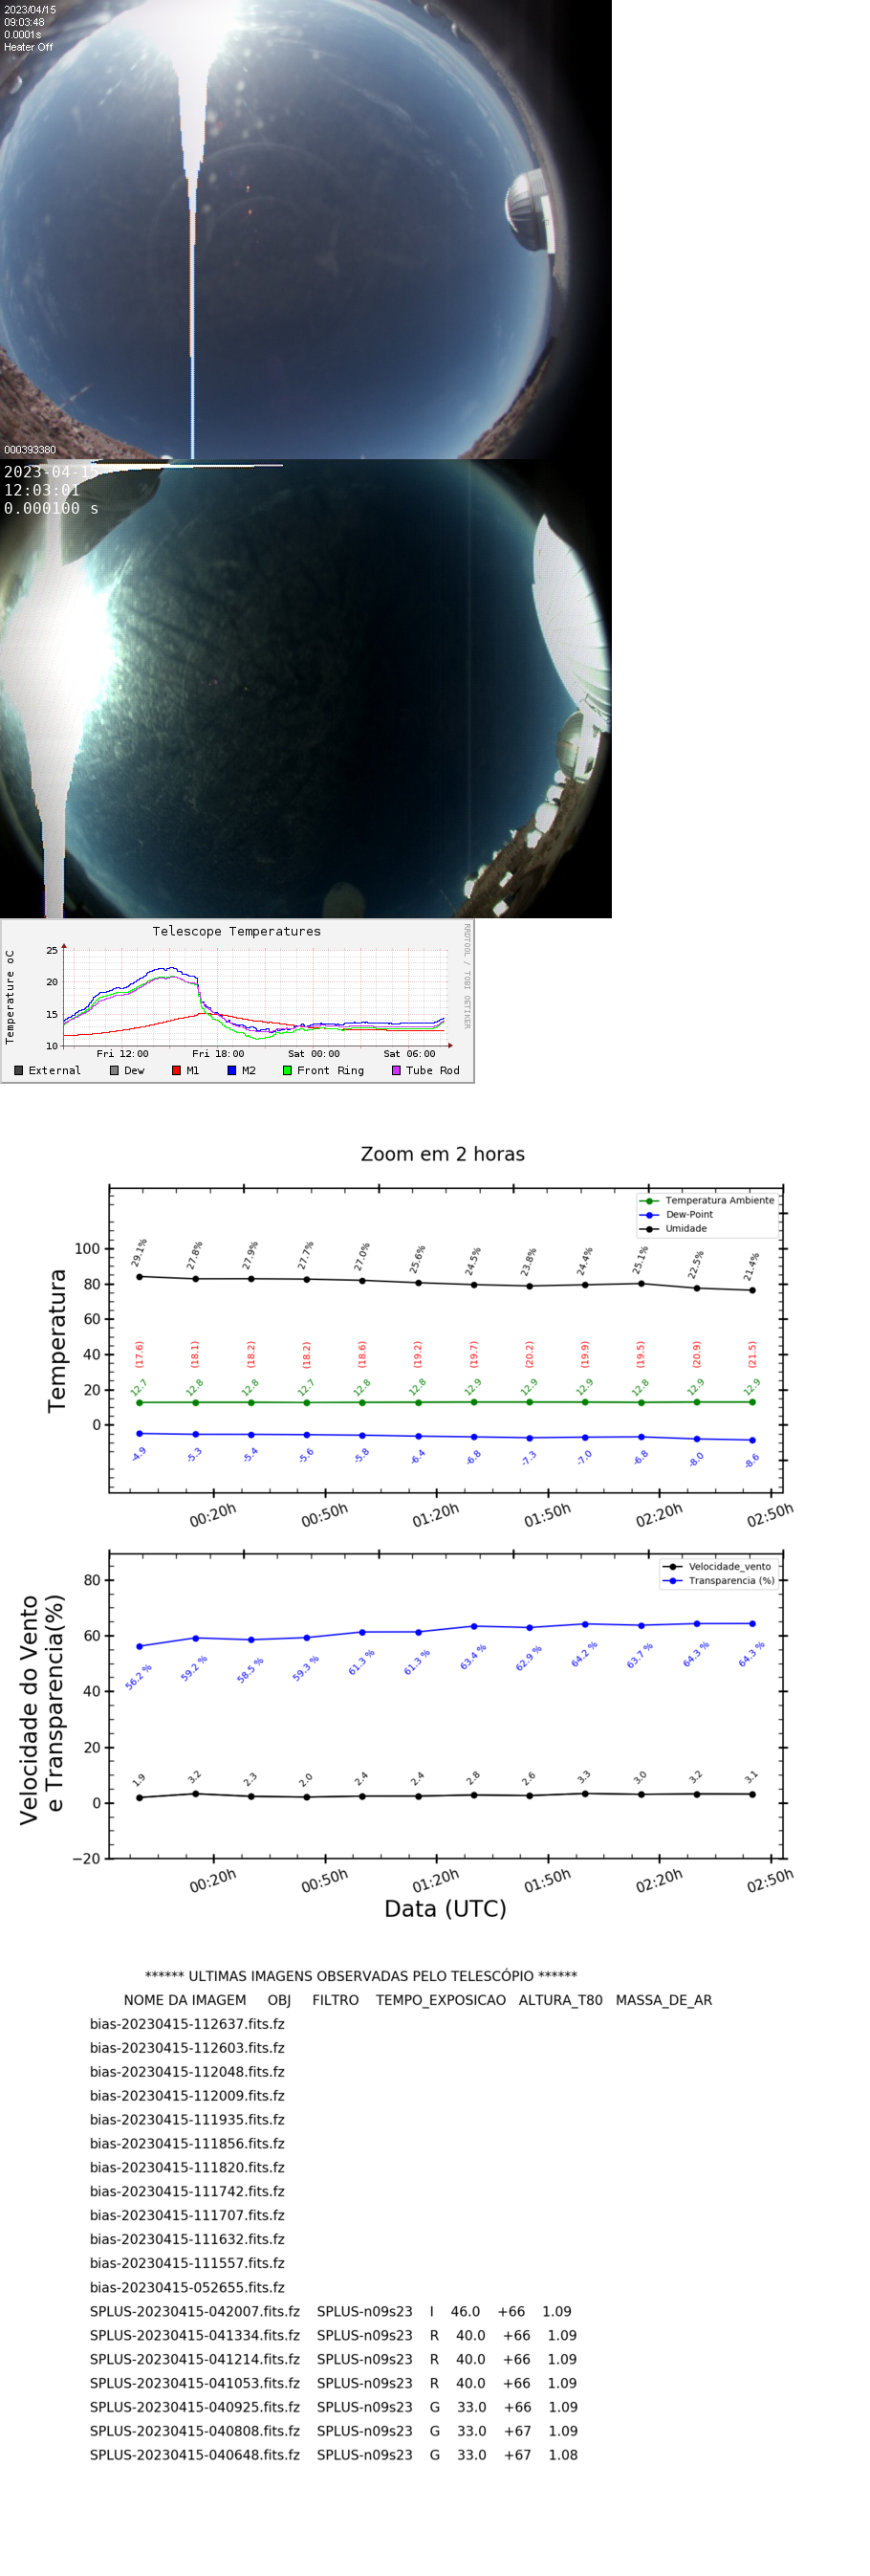 2023/04/15
09:03:48
0.0001s
Heater Off
000393380
2023-04-15
12:03:01
0.000100 s
Telescope Temperatures
RRDTOOL / TOBI OETIKER
Temperature oC
25
20
15
10
Fri 12:00 Fri 18:00 Sat 00:00 Sat 06:00
External Dew M1 M2 Front Ring Tube Rod
Zoom em 2 horas
Temperatura Ambiente
Dew-Point
Umidade
Temperatura
100
80
60
40
20
0
29.1% 27.8% 27.9% 27.7% 27.0% 25.6% 24.5% 23.8% 24.4% 25.1% 22.5% 21.4%
(17.6) (18.1) (18.2) (18.2) (18.6) (19.2) (19.7) (20.2) (19.9) (19.5) (20.9) (21.5)
12.7 12.8 12.8 12.7 12.8 12.8 12.9 12.9 12.9 12.8 12.9 12.9
-4.9 -5.3 -5.4 -5.6 -5.8 -6.4 -6.8 -7.3 -7.0 -6.8 -8.0 -8.6
00:20h 00:50h 01:20h 01:50h 02:20h 02:50h
Velocidade_vento
Transparencia (%)
Velocidade do Vento
e Transparencia(%)
80
60
40
20
0
−20
56.2 % 59.2 % 58.5 % 59.3 % 61.3 % 61.3 % 63.4 % 62.9 % 64.2 % 63.7 % 64.3 % 64.3 %
1.9 3.2 2.3 2.0 2.4 2.4 2.8 2.6 3.3 3.0 3.2 3.1
00:20h 00:50h 01:20h 01:50h 02:20h 02:50h
Data (UTC)
****** ULTIMAS IMAGENS OBSERVADAS PELO TELESCÓPIO ******
NOME DA IMAGEM OBJ FILTRO TEMPO_EXPOSICAO ALTURA_T80 MASSA_DE_AR
bias-20230415-112637.fits.fz
bias-20230415-112603.fits.fz
bias-20230415-112048.fits.fz
bias-20230415-112009.fits.fz
bias-20230415-111935.fits.fz
bias-20230415-111856.fits.fz
bias-20230415-111820.fits.fz
bias-20230415-111742.fits.fz
bias-20230415-111707.fits.fz
bias-20230415-111632.fits.fz
bias-20230415-111557.fits.fz
bias-20230415-052655.fits.fz
SPLUS-20230415-042007.fits.fz SPLUS-n09s23 I 46.0 +66 1.09
SPLUS-20230415-041334.fits.fz SPLUS-n09s23 R 40.0 +66 1.09
SPLUS-20230415-041214.fits.fz SPLUS-n09s23 R 40.0 +66 1.09
SPLUS-20230415-041053.fits.fz SPLUS-n09s23 R 40.0 +66 1.09
SPLUS-20230415-040925.fits.fz SPLUS-n09s23 G 33.0 +66 1.09
SPLUS-20230415-040808.fits.fz SPLUS-n09s23 G 33.0 +67 1.09
SPLUS-20230415-040648.fits.fz SPLUS-n09s23 G 33.0 +67 1.08